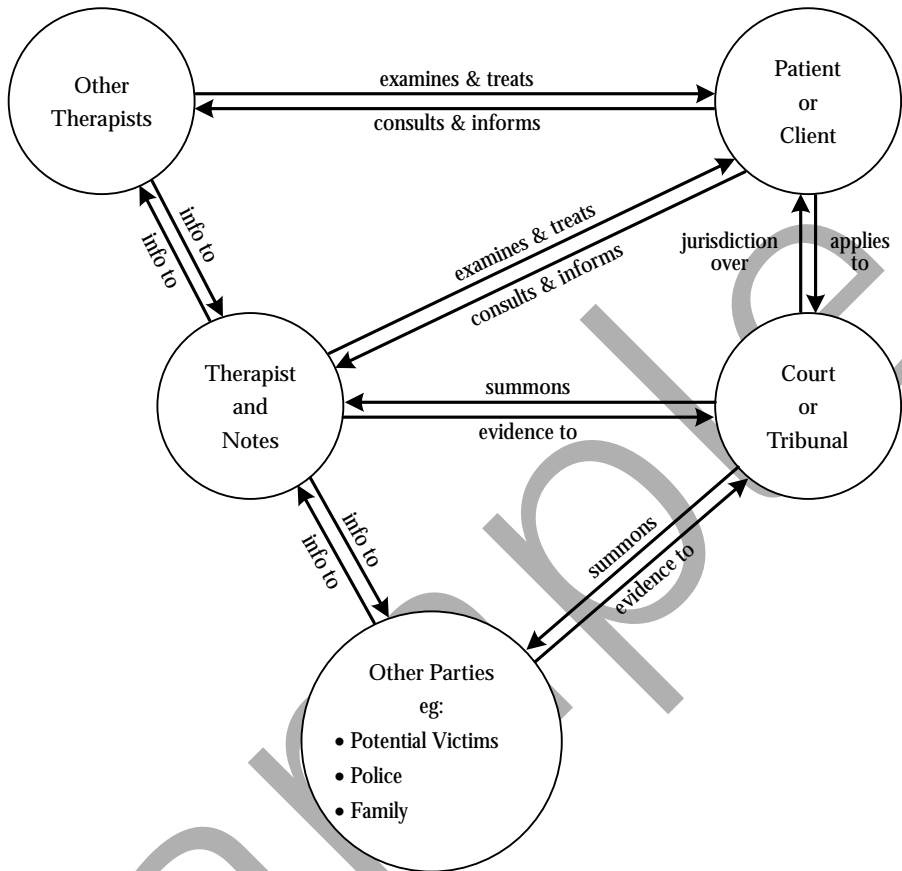 Other
Therapists
examines & treats
consults & informs
Patient
or
Client
info to
info to
examines & treats
consults & informs
jurisdiction
over
applies
to
Therapist
and
Notes
summons
evidence to
Court
or
Tribunal
info to
info to
summons
evidence to
Other Parties
eg:
• Potential Victims
• Police
• Family